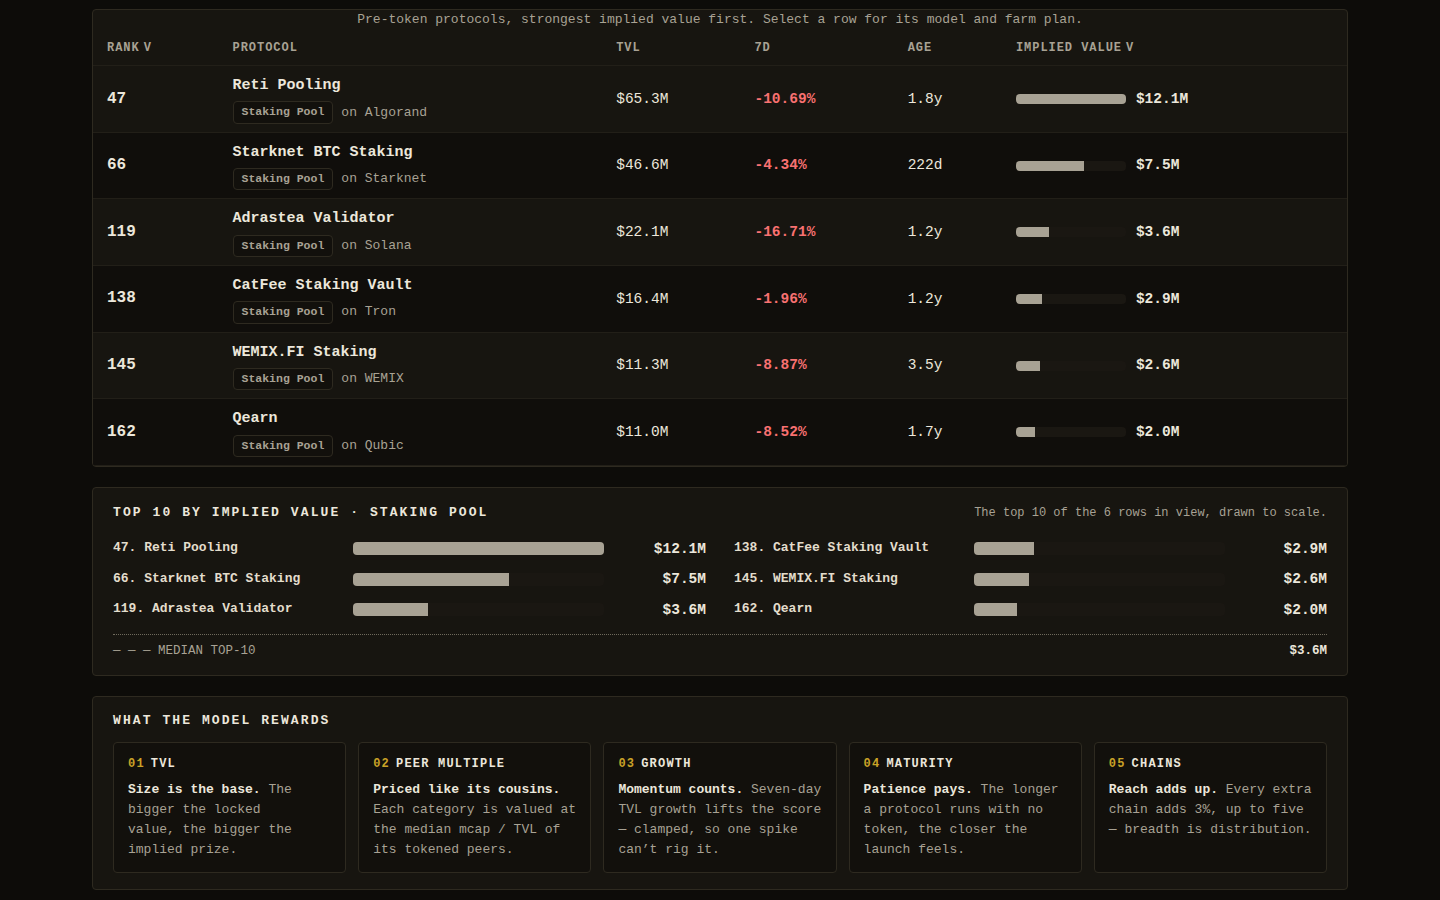 Pre-token protocols, strongest implied value first. Select a row for its model and farm plan.
RANK V PROTOCOL TVL 7D AGE IMPLIED VALUE V
47 Reti Pooling $65.3M -10.69% 1.8y $12.1M
Staking Pool on Algorand
66 Starknet BTC Staking $46.6M -4.34% 222d $7.5M
Staking Pool on Starknet
119 Adrastea Validator $22.1M -16.71% 1.2y $3.6M
Staking Pool on Solana
138 CatFee Staking Vault $16.4M -1.96% 1.2y $2.9M
Staking Pool on Tron
145 WEMIX.FI Staking $11.3M -8.87% 3.5y $2.6M
Staking Pool on WEMIX
162 Qearn $11.0M -8.52% 1.7y $2.0M
Staking Pool on Qubic
TOP 10 BY IMPLIED VALUE · STAKING POOL
The top 10 of the 6 rows in view, drawn to scale.
47. Reti Pooling $12.1M
66. Starknet BTC Staking $7.5M
119. Adrastea Validator $3.6M
138. CatFee Staking Vault $2.9M
145. WEMIX.FI Staking $2.6M
162. Qearn $2.0M
— — — MEDIAN TOP-10 $3.6M
WHAT THE MODEL REWARDS
01 TVL
Size is the base. The
bigger the locked
value, the bigger the
implied prize.
02 PEER MULTIPLE
Priced like its cousins.
Each category is valued at
the median mcap / TVL of
its tokened peers.
03 GROWTH
Momentum counts. Seven-day
TVL growth lifts the score
— clamped, so one spike
can’t rig it.
04 MATURITY
Patience pays. The longer
a protocol runs with no
token, the closer the
launch feels.
05 CHAINS
Reach adds up. Every extra
chain adds 3%, up to five
— breadth is distribution.